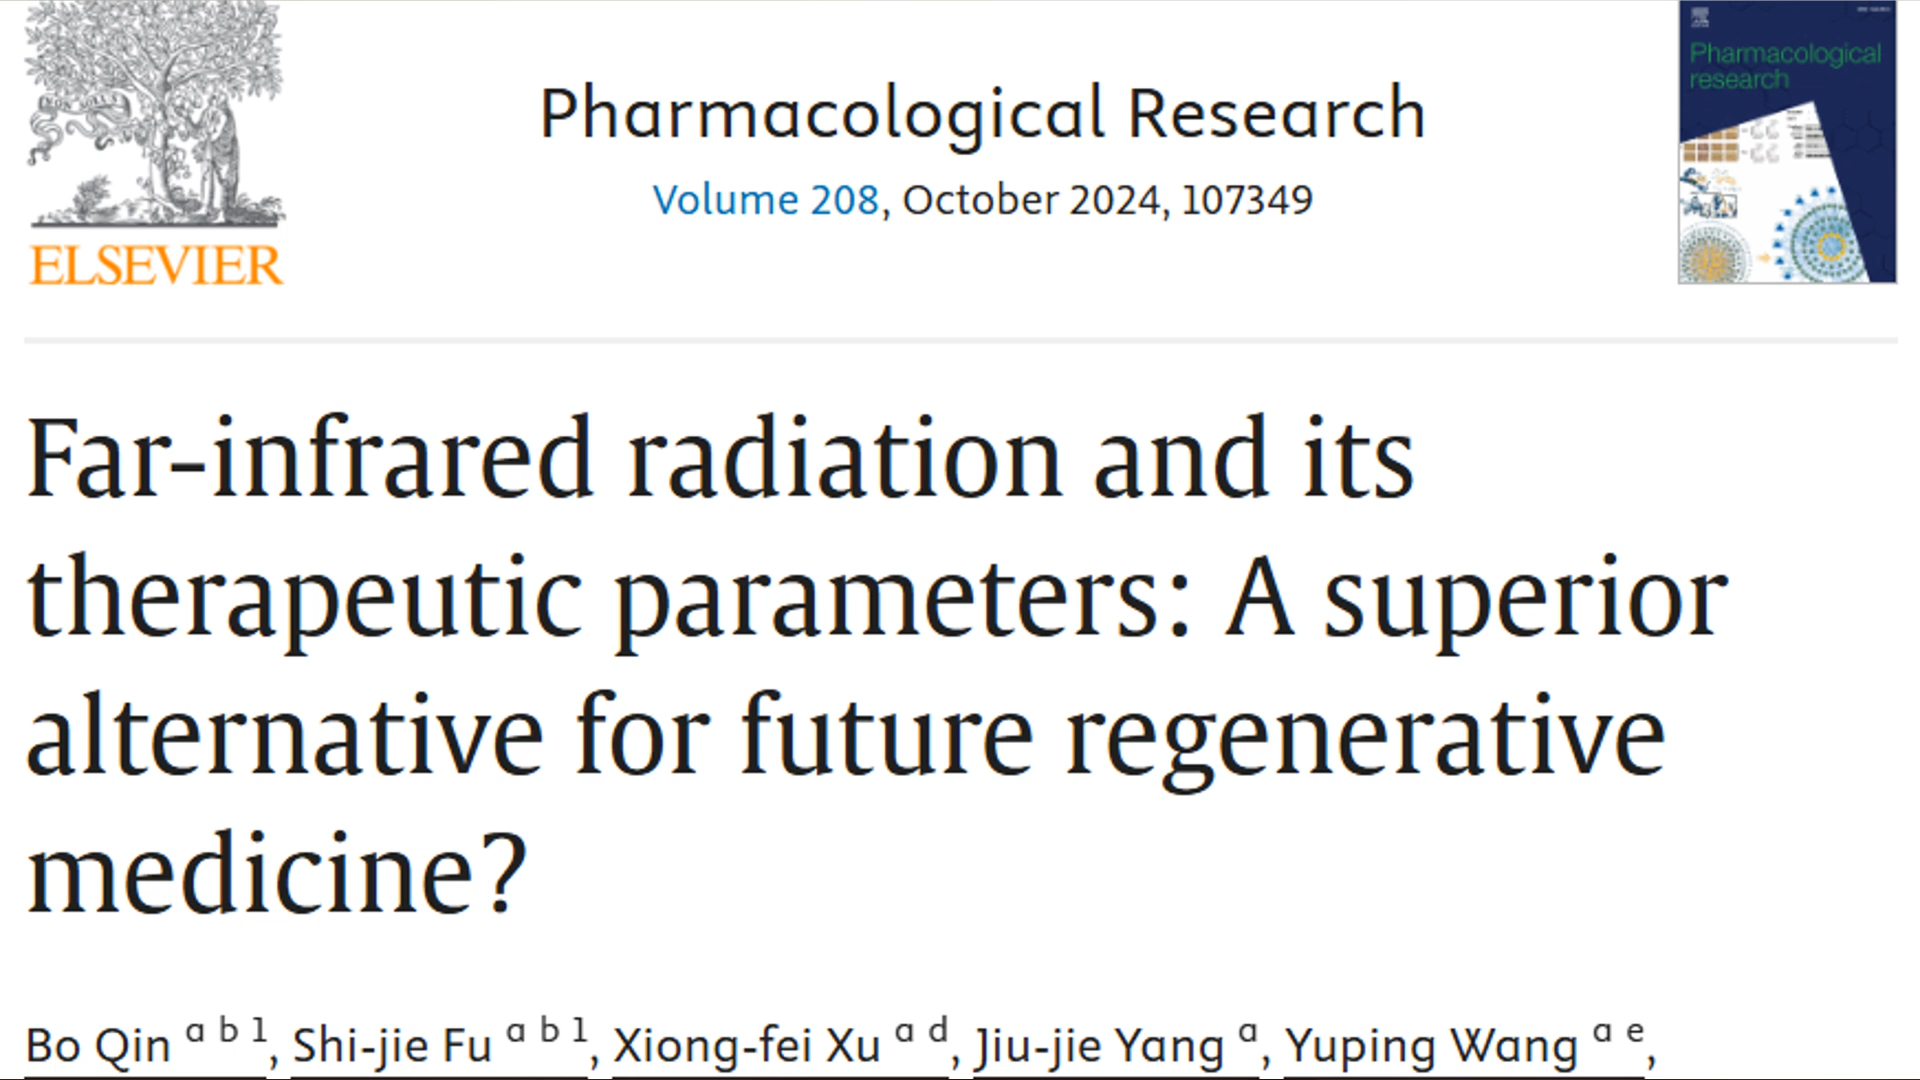 Pharmacological
research
Pharmacological Research
Volume 208, October 2024, 107349
ELSEVIER
Far-infrared radiation and its
therapeutic parameters: A superior
alternative for future regenerative
medicine?
Bo Qin a b 1, Shi-jie Fu a b 1, Xiong-fei Xu a d, Jiu-jie Yang a, Yuping Wang a e,